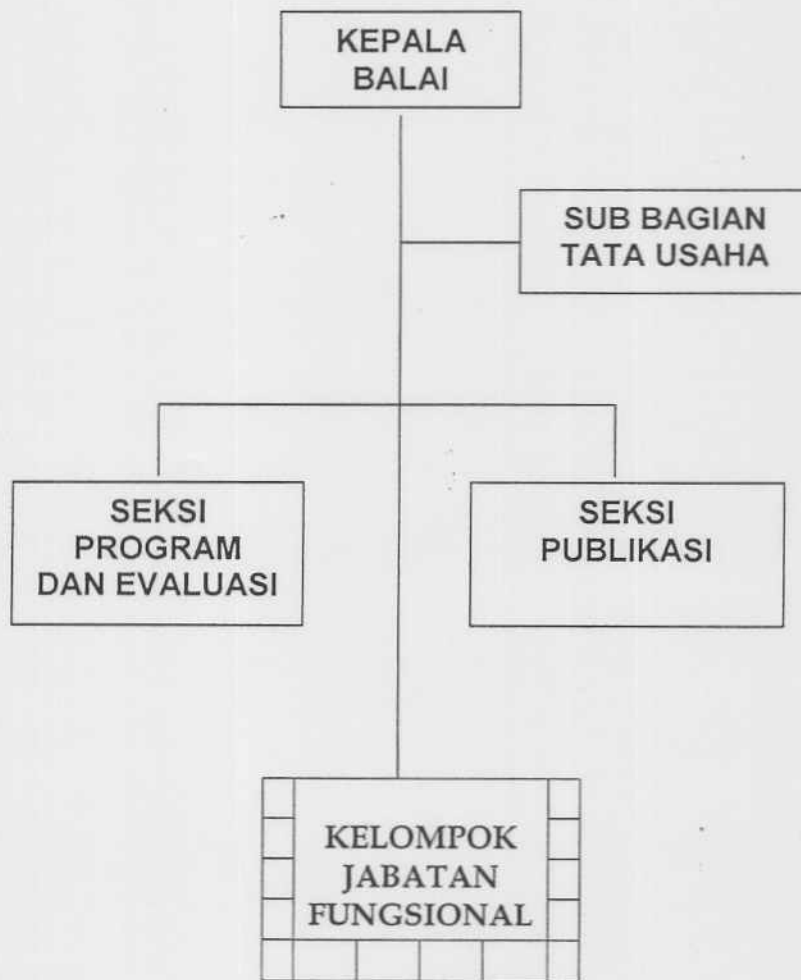 KEPALA
BALAI
SUB BAGIAN
TATA USAHA
SEKSI
PROGRAM
DAN EVALUASI
SEKSI
PUBLIKASI
KELOMPOK
JABATAN
FUNGSIONAL